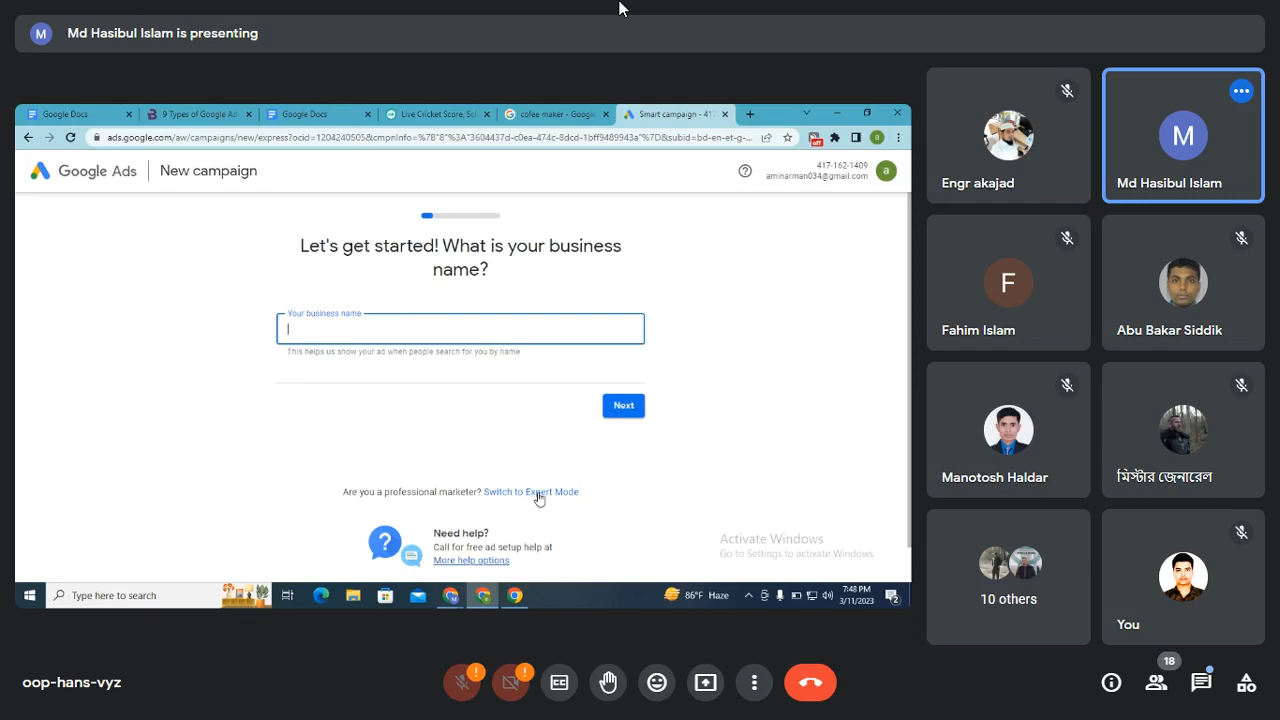 M
Md Hasibul Islam is presenting
Google Docs
9 Types of Google Ad
Google Docs
Live Cricket Score, Sc
cofee maker - Google
Smart campaign - 417
ads.google.com/aw/campaigns/new/express?ocid=1204240505&cmpnInfo=%7B"8"%3A"3604437d-c0ea-474c-8dcd-1bff9489943a"%7D&subid=bd-en-et-g-...
off
a
Google Ads
New campaign
417-162-1409
aminarman034@gmail.com
a
Let's get started! What is your business
name?
Your business name
This helps us show your ad when people search for you by name
Next
Are you a professional marketer? Switch to Expert Mode
Need help?
Call for free ad setup help at
More help options
Activate Windows
Go to Settings to activate Windows.
Type here to search
86°F Haze
7:48 PM
3/11/2023
2
Engr akajad
M
Md Hasibul Islam
F
Fahim Islam
Abu Bakar Siddik
Manotosh Haldar
মিস্টার জেনারেল
10 others
You
oop-hans-vyz
18